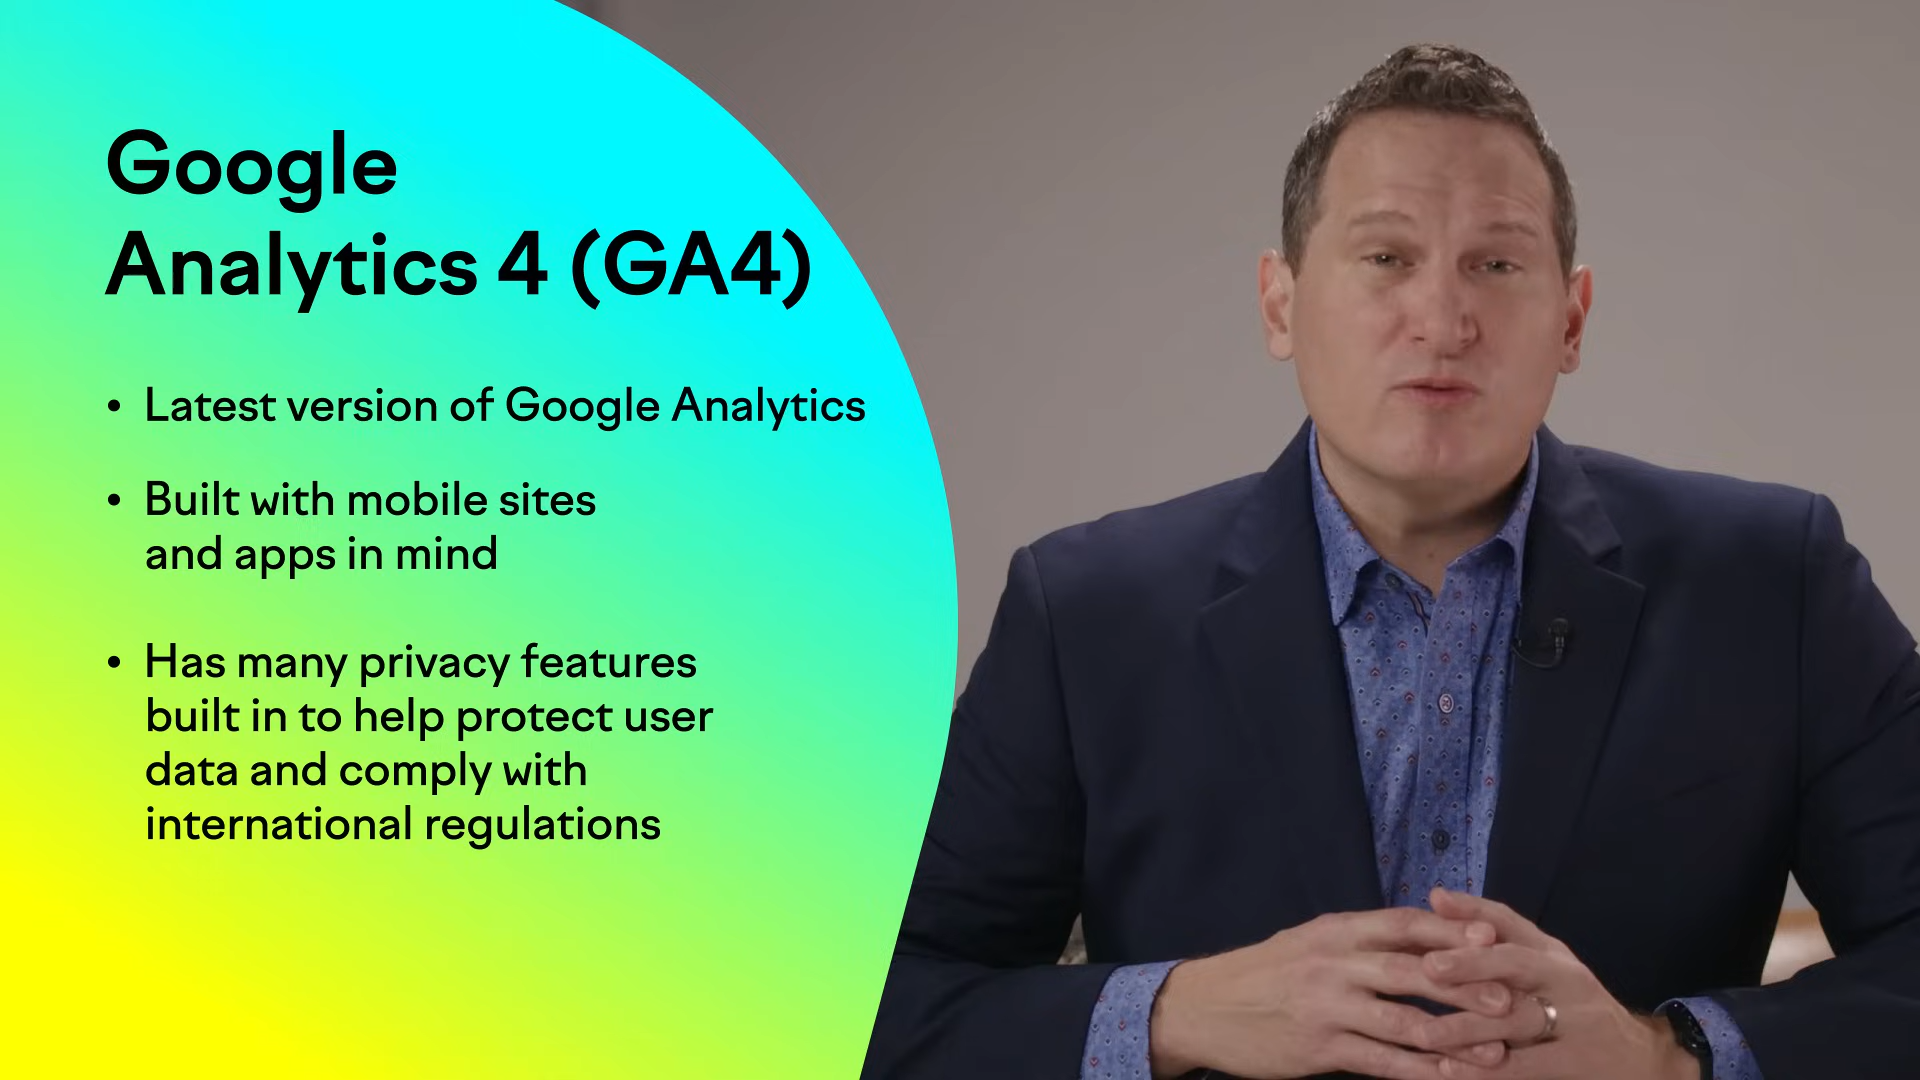 Google
Analytics 4 (GA4)
• Latest version of Google Analytics
• Built with mobile sites
and apps in mind
• Has many privacy features
built in to help protect user
data and comply with
international regulations